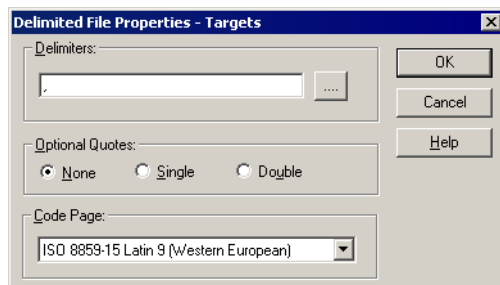 Delimited File Properties - Targets
Delimiters:
,
....
OK
Cancel
Help
Optional Quotes:
None
Single
Double
Code Page:
ISO 8859-15 Latin 9 (Western European)